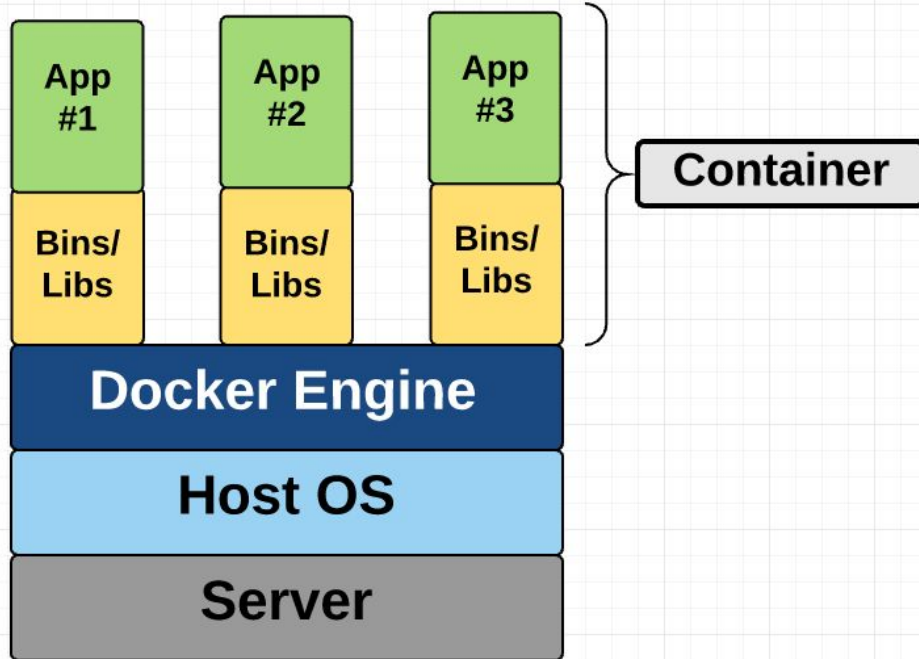 App
#1
App
#2
App
#3
Container
Bins/
Libs
Bins/
Libs
Bins/
Libs
Docker Engine
Host OS
Server